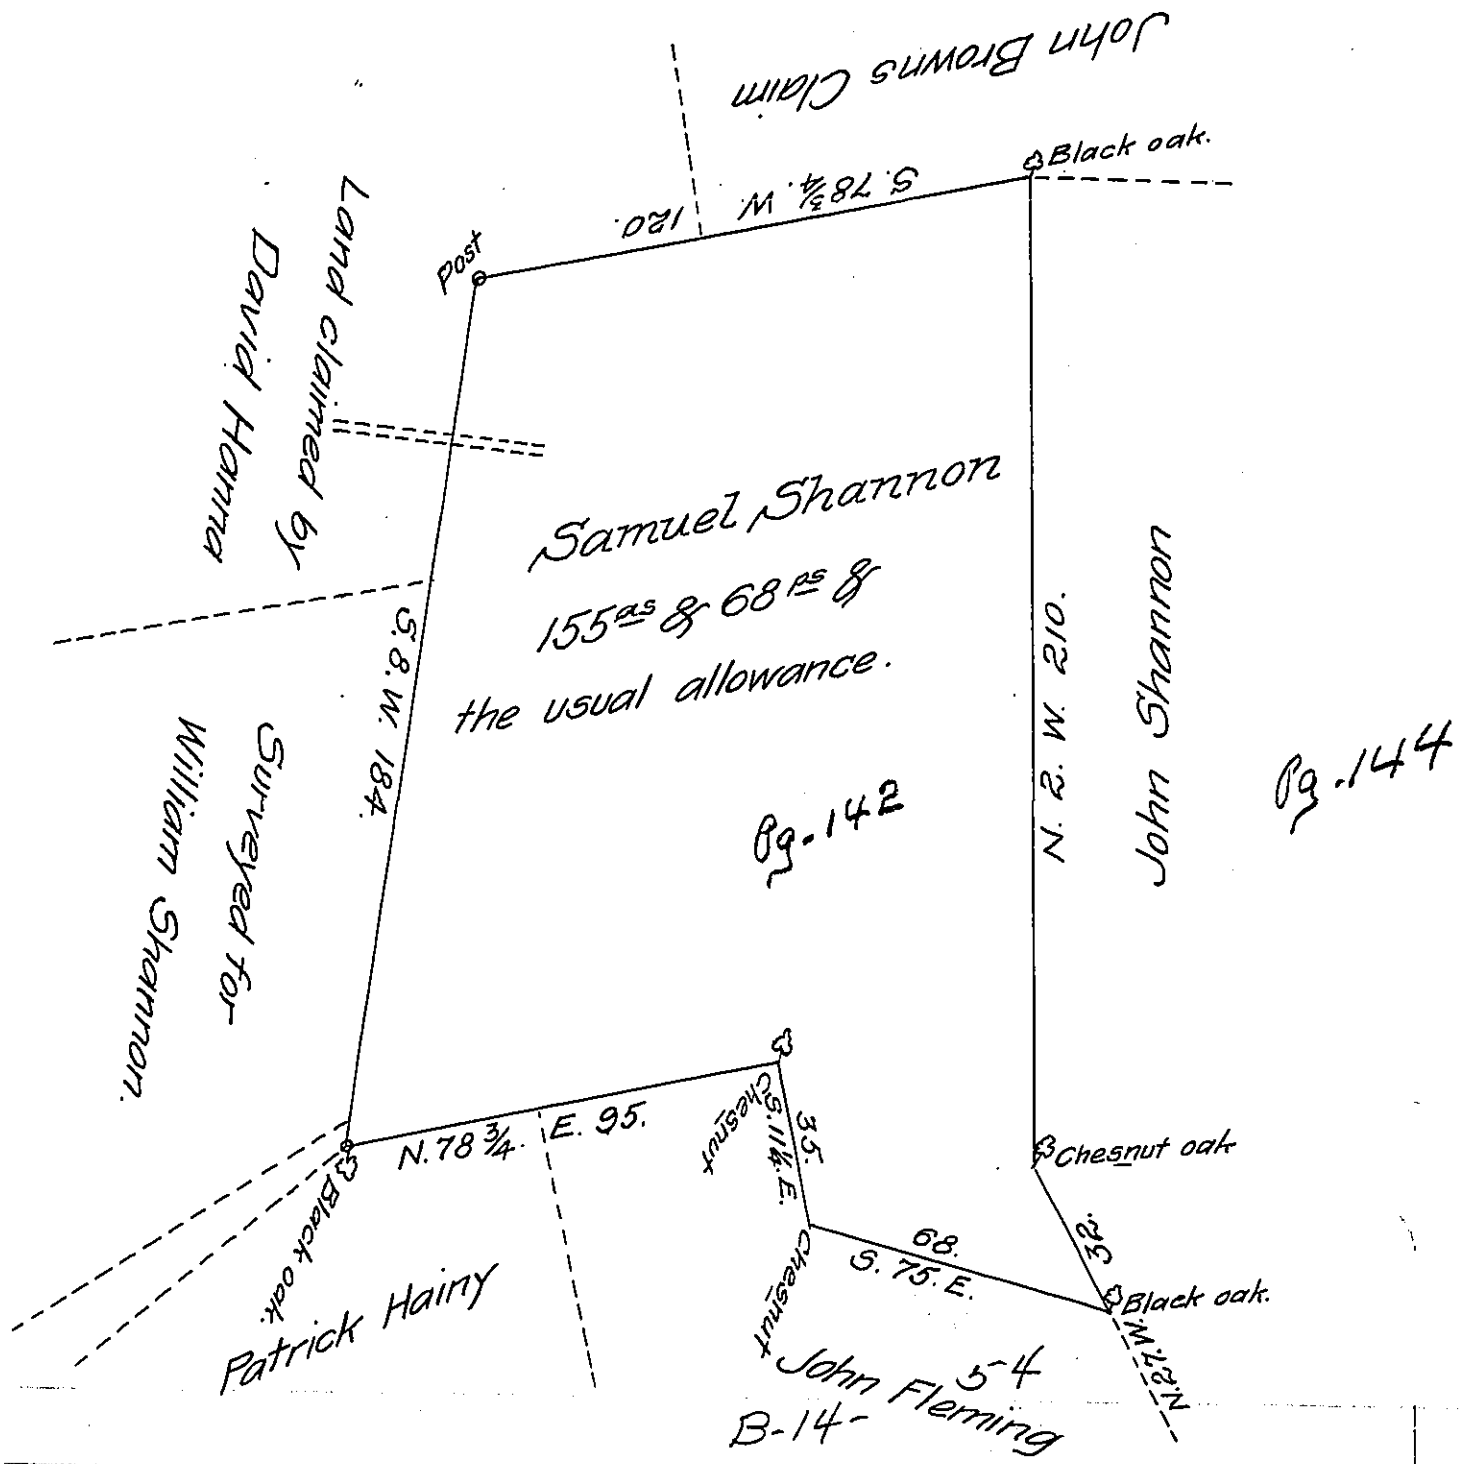 John Browns Claim
Black oak.
S. 78¾. W.
120.
Post
Land claimed by
David Hanna
Samuel Shannon
155as & 68ps &
the usual allowance.
S. 8. W. 184.
N. 2. W. 210.
John Shannon
Pg. 144
Pg. 142
Surveyed for
William Shannon.
N. 78¾. E. 95.
Chesnut
35.
S. 11¼. E.
Chesnut oak
Black oak.
Patrick Hainy
Chesnut
68.
S. 75. E.
32.
Black oak.
N. 27. W.
John Fleming
54
B-14-